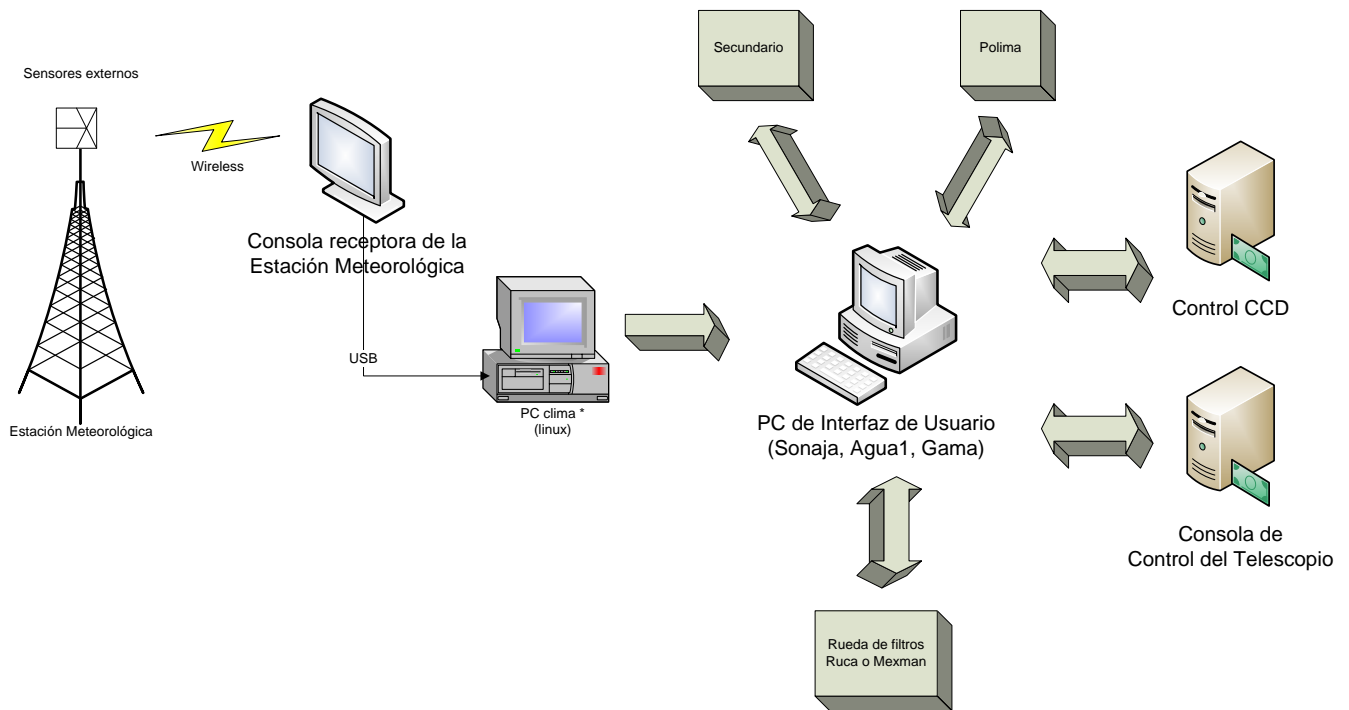 Secundario
Polima
Sensores externos
Wireless
Consola receptora de la
Estación Meteorológica
Control CCD
USB
PC clima *
(linux)
PC de Interfaz de Usuario
(Sonaja, Agua1, Gama)
Estación Meteorológica
Consola de
Control del Telescopio
Rueda de filtros
Ruca o Mexman